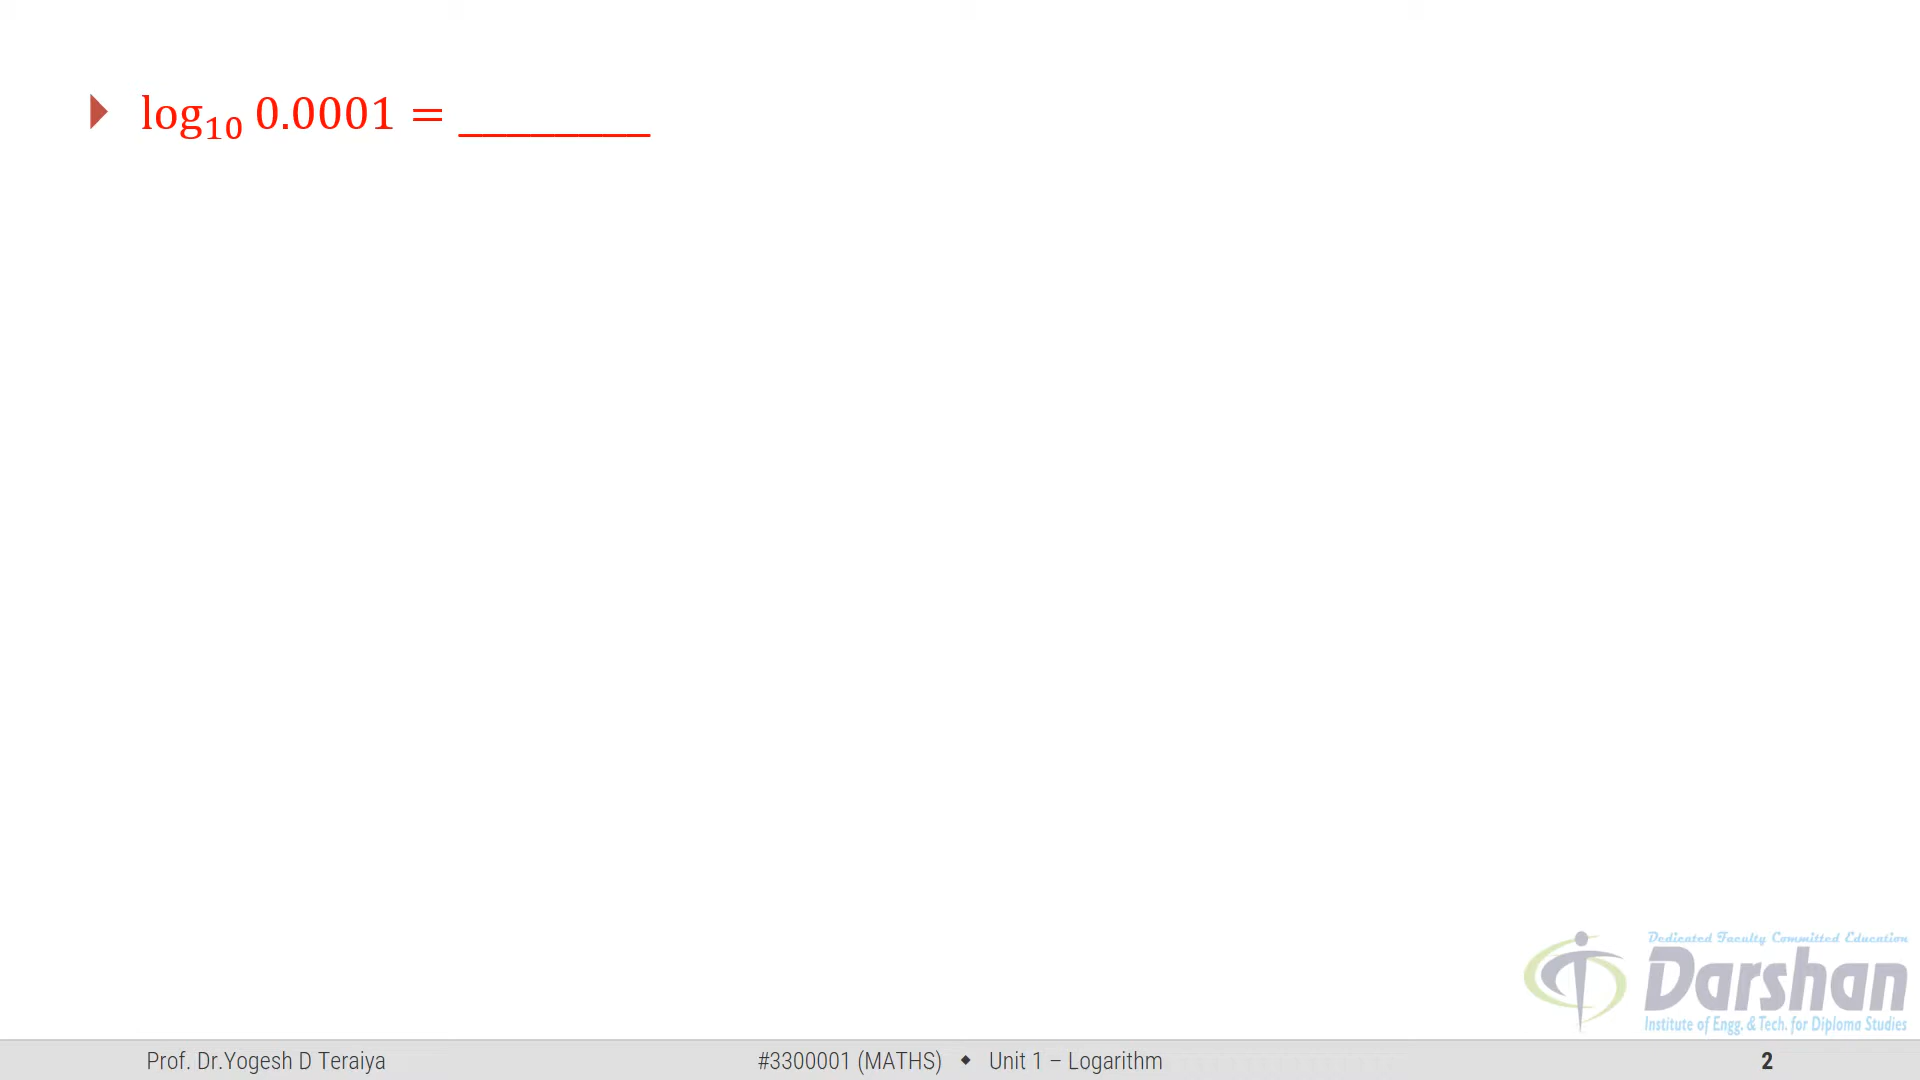 log₁₀ 0.0001 = ________
Dedicated Faculty Committed Education
Darshan
Institute of Engg. & Tech. for Diploma Studies
Prof. Dr.Yogesh D Teraiya
#3300001 (MATHS) ◆ Unit 1 – Logarithm
2